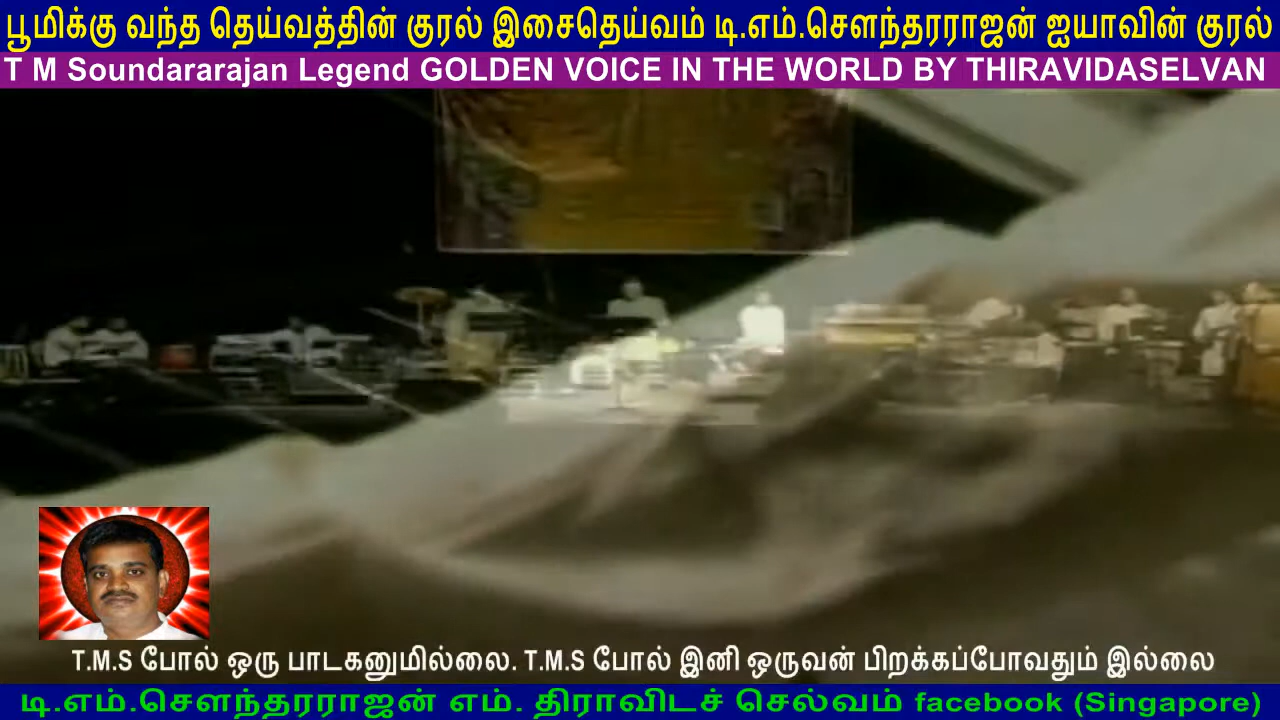 பூமிக்கு வந்த தெய்வத்தின் குரல் இசைதெய்வம் டி.எம்.சௌந்தரராஜன் ஐயாவின் குரல்
T M Soundararajan Legend GOLDEN VOICE IN THE WORLD BY THIRAVIDASELVAN
T.M.S போல் ஒரு பாடகனுமில்லை. T.M.S போல் இனி ஒருவன் பிறக்கப்போவதும் இல்லை
டி.எம்.சௌந்தரராஜன் எம். திராவிடச் செல்வம் facebook (Singapore)